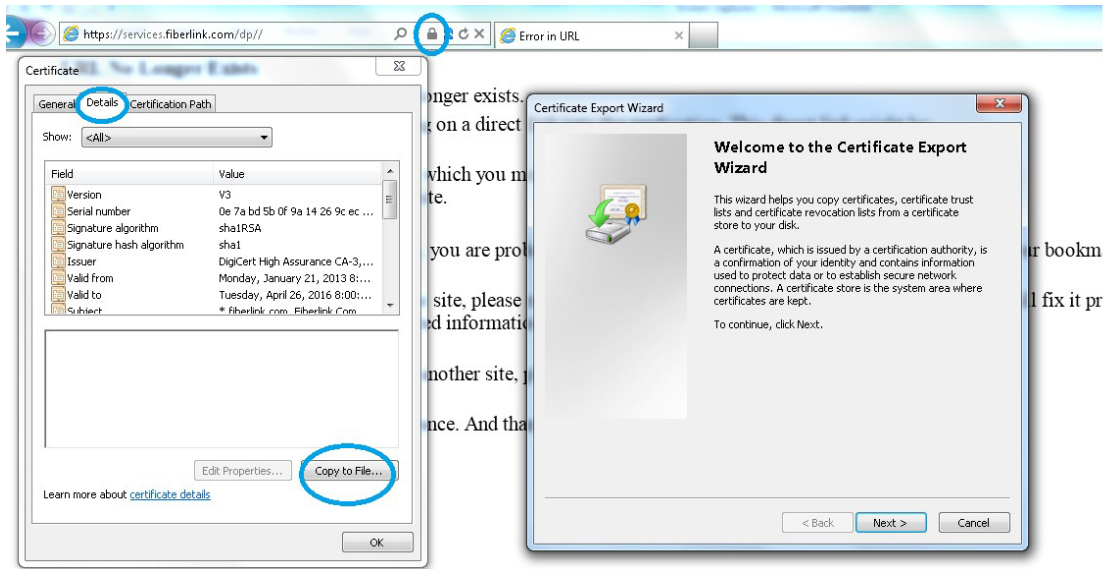 https://services.fiberlink.com/dp//
Error in URL
Certificate
URL No Longer Exists
General
Details
Certification Path
Show:
<All>
Field Value
Version V3
Serial number 0e 7a bd 5b 0f 9a 14 26 9c ec ...
Signature algorithm sha1RSA
Signature hash algorithm sha1
Issuer DigiCert High Assurance CA-3,...
Valid from Monday, January 21, 2013 8:...
Valid to Tuesday, April 26, 2016 8:00:...
Subject *.fiberlink.com, Fiberlink Com
Edit Properties...
Copy to File...
Learn more about certificate details
OK
onger exists.
on a direct
which you m
te.
you are prob
ur bookm
site, please
l fix it pr
ed informatio
nother site, p
nce. And tha
Certificate Export Wizard
Welcome to the Certificate Export
Wizard
This wizard helps you copy certificates, certificate trust
lists and certificate revocation lists from a certificate
store to your disk.
A certificate, which is issued by a certification authority, is
a confirmation of your identity and contains information
used to protect data or to establish secure network
connections. A certificate store is the system area where
certificates are kept.
To continue, click Next.
< Back
Next >
Cancel